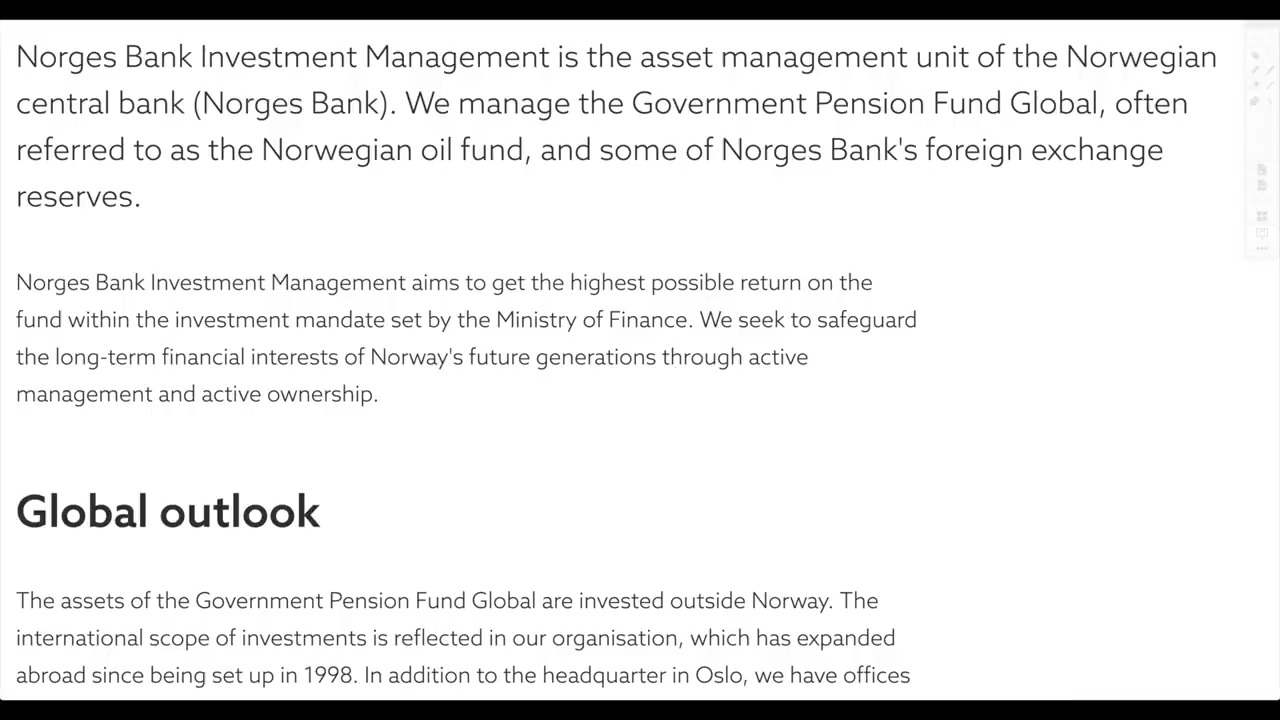 Norges Bank Investment Management is the asset management unit of the Norwegian
central bank (Norges Bank). We manage the Government Pension Fund Global, often
referred to as the Norwegian oil fund, and some of Norges Bank's foreign exchange
reserves.
Norges Bank Investment Management aims to get the highest possible return on the
fund within the investment mandate set by the Ministry of Finance. We seek to safeguard
the long-term financial interests of Norway's future generations through active
management and active ownership.
Global outlook
The assets of the Government Pension Fund Global are invested outside Norway. The
international scope of investments is reflected in our organisation, which has expanded
abroad since being set up in 1998. In addition to the headquarter in Oslo, we have offices